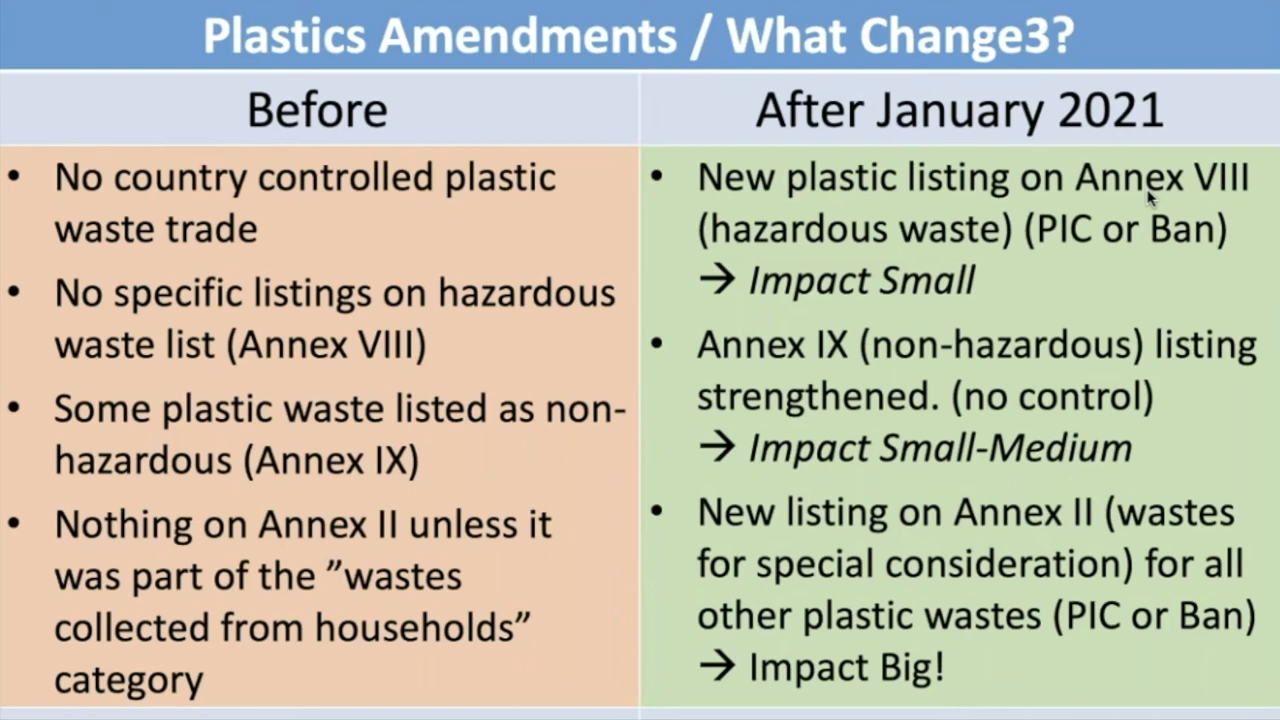 Plastics Amendments / What Change3?
Before
After January 2021
• No country controlled plastic
waste trade
• No specific listings on hazardous
waste list (Annex VIII)
• Some plastic waste listed as non-
hazardous (Annex IX)
• Nothing on Annex II unless it
was part of the ”wastes
collected from households”
category
• New plastic listing on Annex VIII
(hazardous waste) (PIC or Ban)
→ Impact Small
• Annex IX (non-hazardous) listing
strengthened. (no control)
→ Impact Small-Medium
• New listing on Annex II (wastes
for special consideration) for all
other plastic wastes (PIC or Ban)
→ Impact Big!